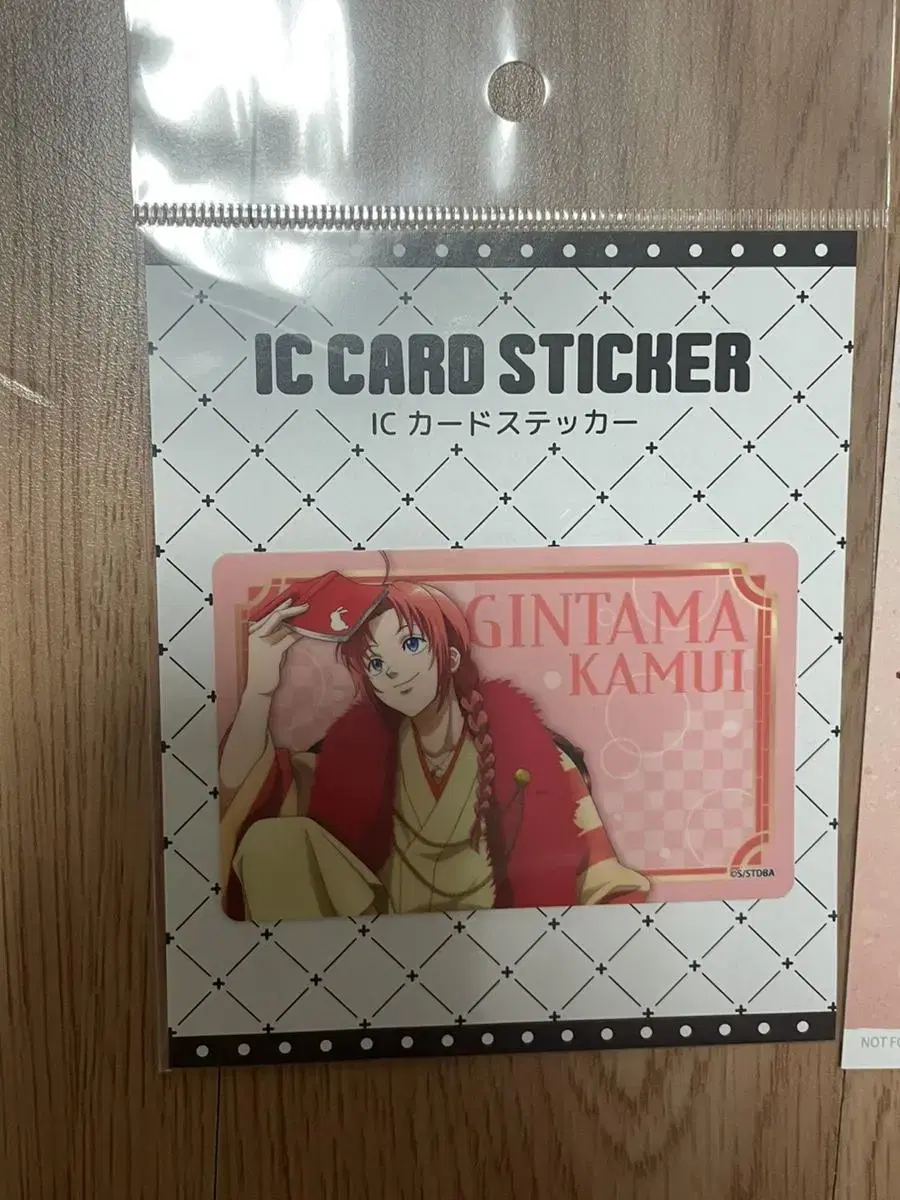 IC CARD STICKER
IC カードステッカー
GINTAMA
KAMUI
©S/STDBA
NOT FO